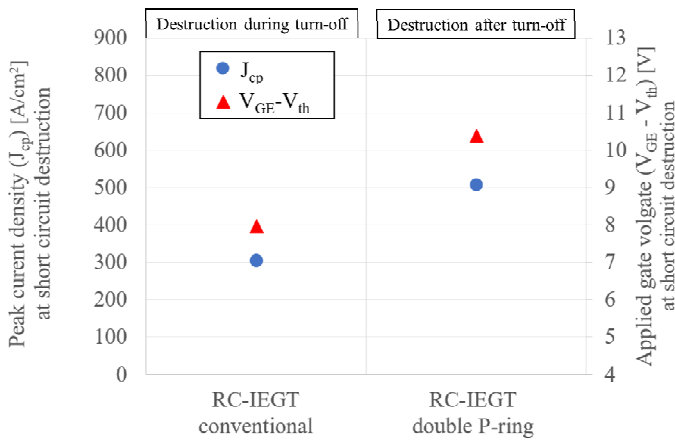 Destruction during turn-off
Destruction after turn-off
900
800
700
600
500
400
300
200
100
0
Peak curent density (Jcp) [A/cm²]
at short circuit destruction
Jcp
VGE-Vth
13
12
11
10
9
8
7
6
5
4
Applied gate volgate (VGE - Vth) [V]
at short circuit destruction
RC-IEGT
conventional
RC-IEGT
double P-ring